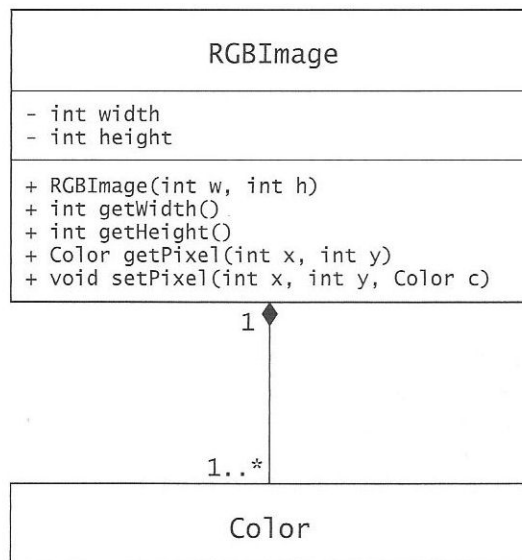 RGBImage
- int width
- int height
+ RGBImage(int w, int h)
+ int getWidth()
+ int getHeight()
+ Color getPixel(int x, int y)
+ void setPixel(int x, int y, Color c)
1
1..*
Color